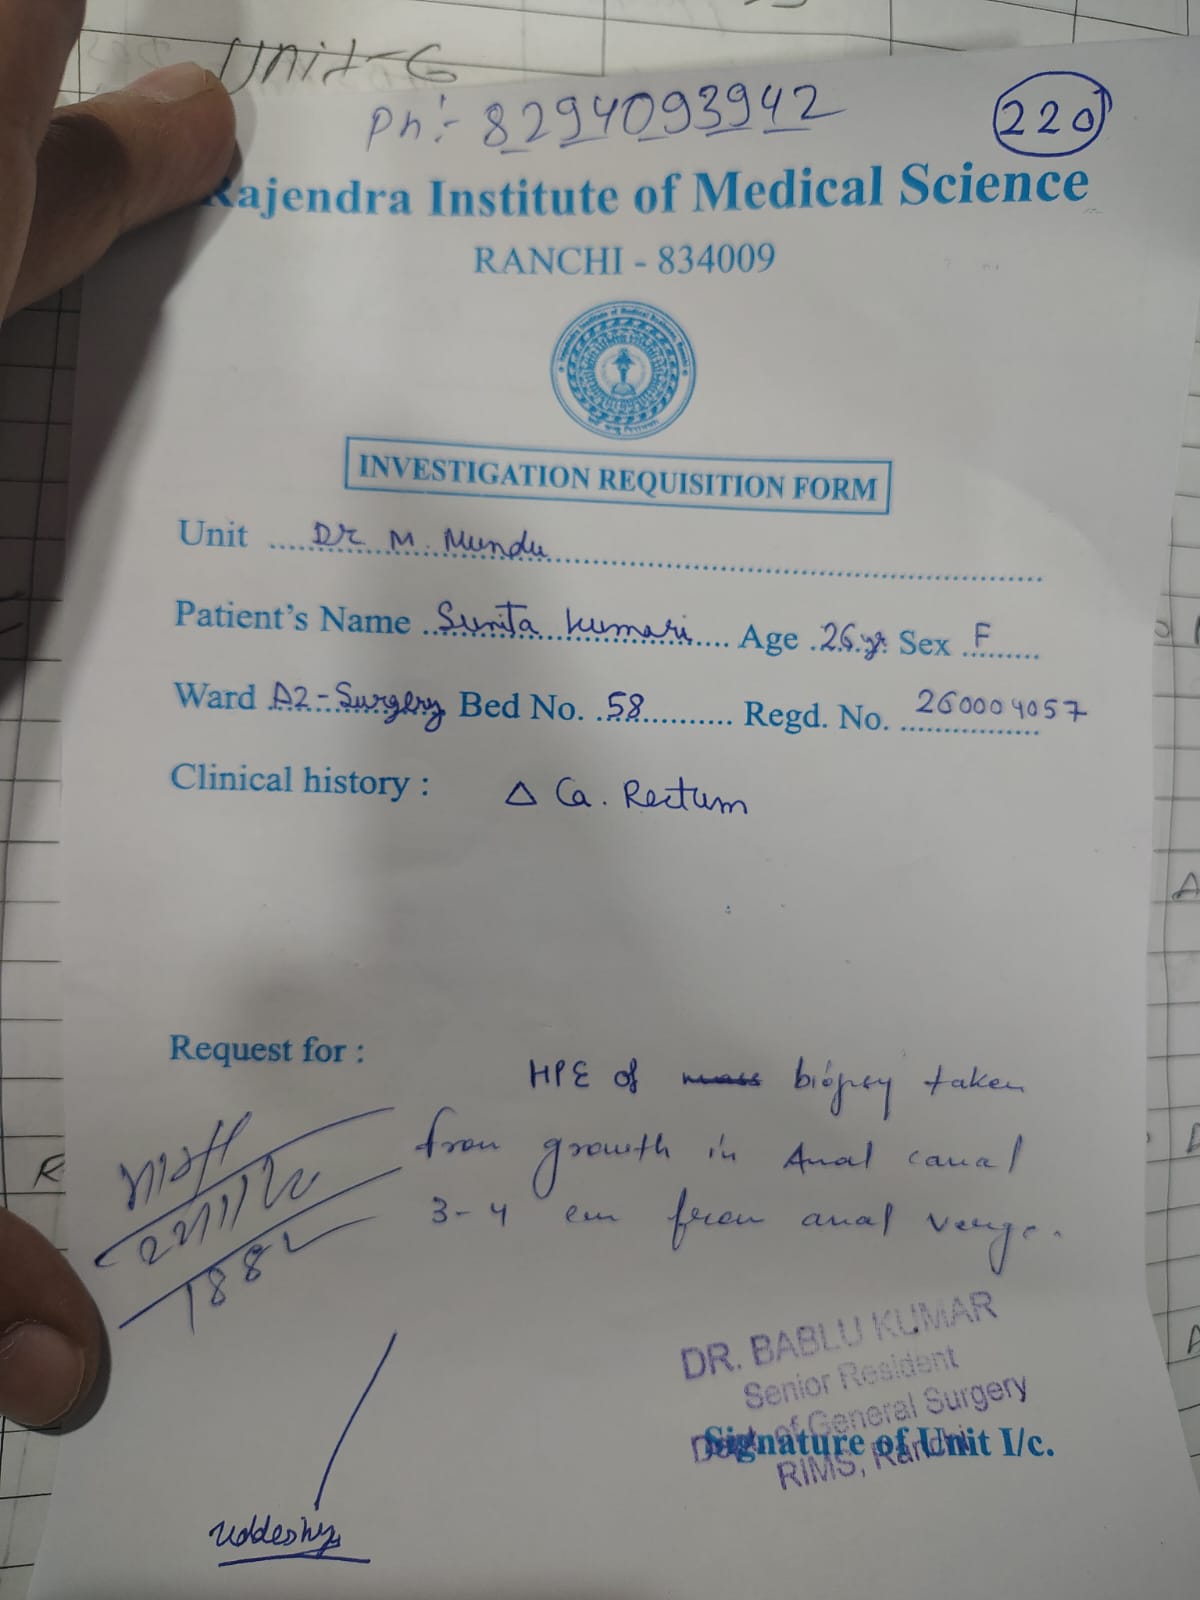 Unit-G
Ph:- 8294093942
220
Rajendra Institute of Medical Science
RANCHI - 834009
INVESTIGATION REQUISITION FORM
Unit Dr M. Mundu
Patient's Name Sunita Kumari Age 26 yr Sex F
Ward A2-Surgery Bed No. 58 Regd. No. 260004057
Clinical history : Δ Ca. Rectum
Request for :
HPE of mass biopsy taken
from growth in Anal canal
3-4 cm from anal verge.
DR. BABLU KUMAR
Senior Resident
Dept. of General Surgery
Signature of Unit I/c.
RIMS, Ranchi